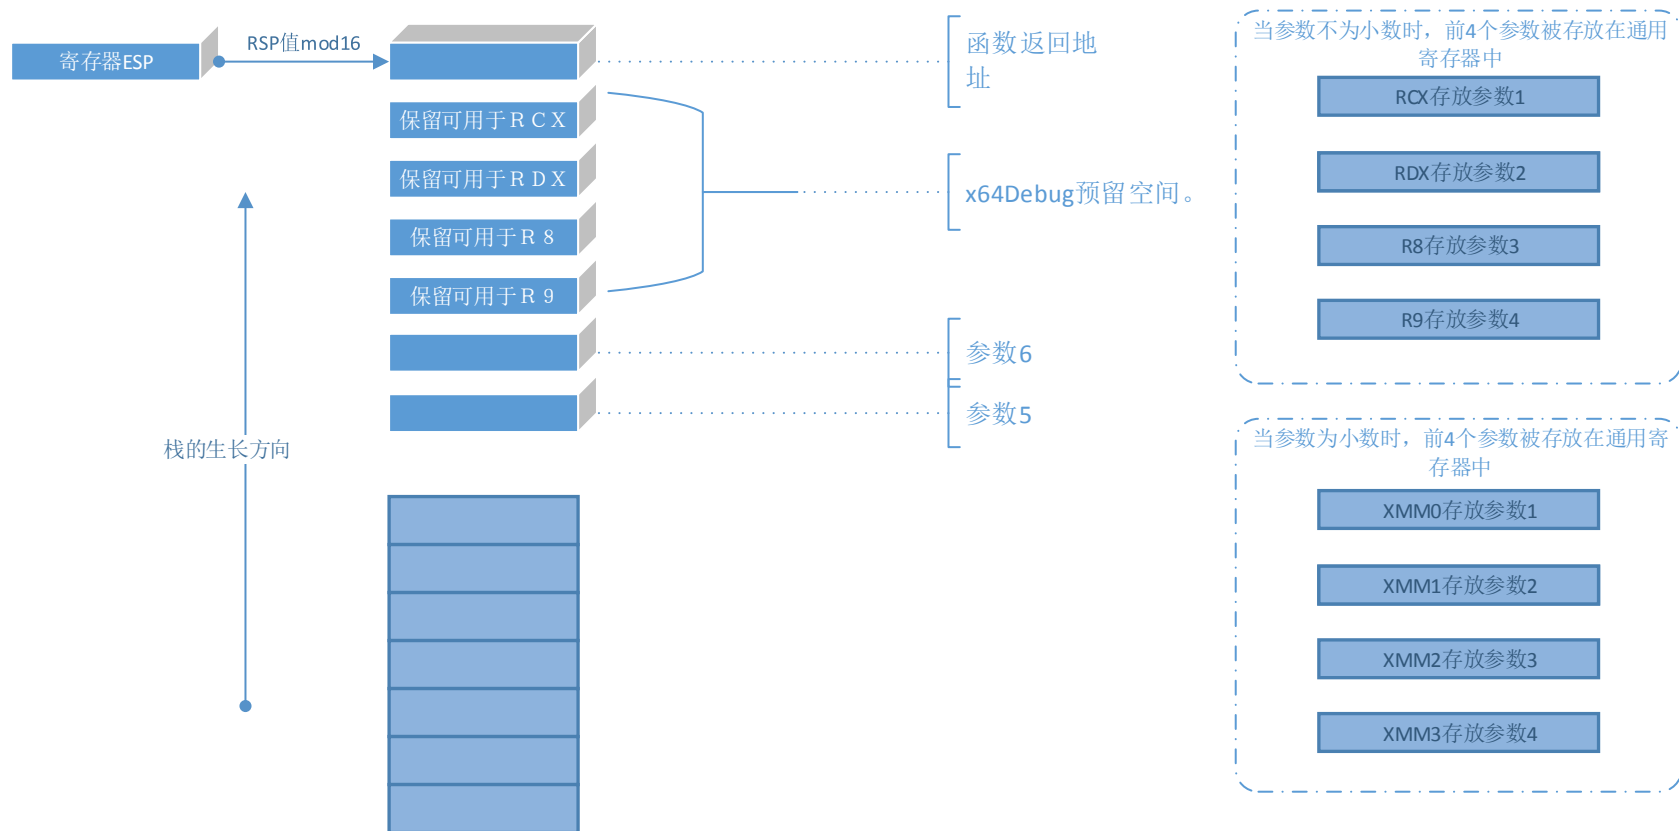 寄存器ESP
RSP值mod16
保留可用于ＲＣＸ
保留可用于ＲＤＸ
保留可用于Ｒ８
保留可用于Ｒ９
栈的生长方向
函数返回地
址
x64Debug预留空间。
参数6
参数5
当参数不为小数时，前4个参数被存放在通用
寄存器中
RCX存放参数1
RDX存放参数2
R8存放参数3
R9存放参数4
当参数为小数时，前4个参数被存放在通用寄
存器中
XMM0存放参数1
XMM1存放参数2
XMM2存放参数3
XMM3存放参数4